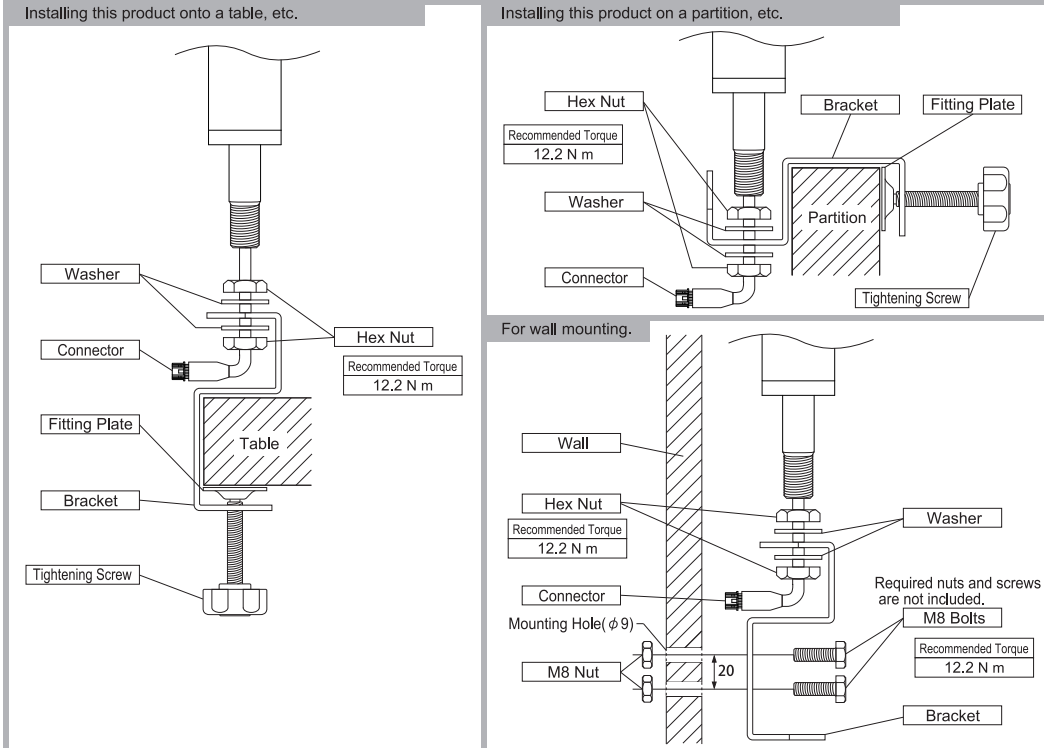 Installing this product onto a table, etc.
Washer
Connector
Hex Nut
Recommended Torque
12.2 N m
Fitting Plate
Table
Bracket
Tightening Screw
Installing this product on a partition, etc.
Hex Nut
Bracket
Fitting Plate
Recommended Torque
12.2 N m
Washer
Partition
Connector
Tightening Screw
For wall mounting.
Wall
Hex Nut
Washer
Recommended Torque
12.2 N m
Connector
Required nuts and screws
are not included.
Mounting Hole(φ9)
M8 Bolts
Recommended Torque
12.2 N m
M8 Nut
20
Bracket